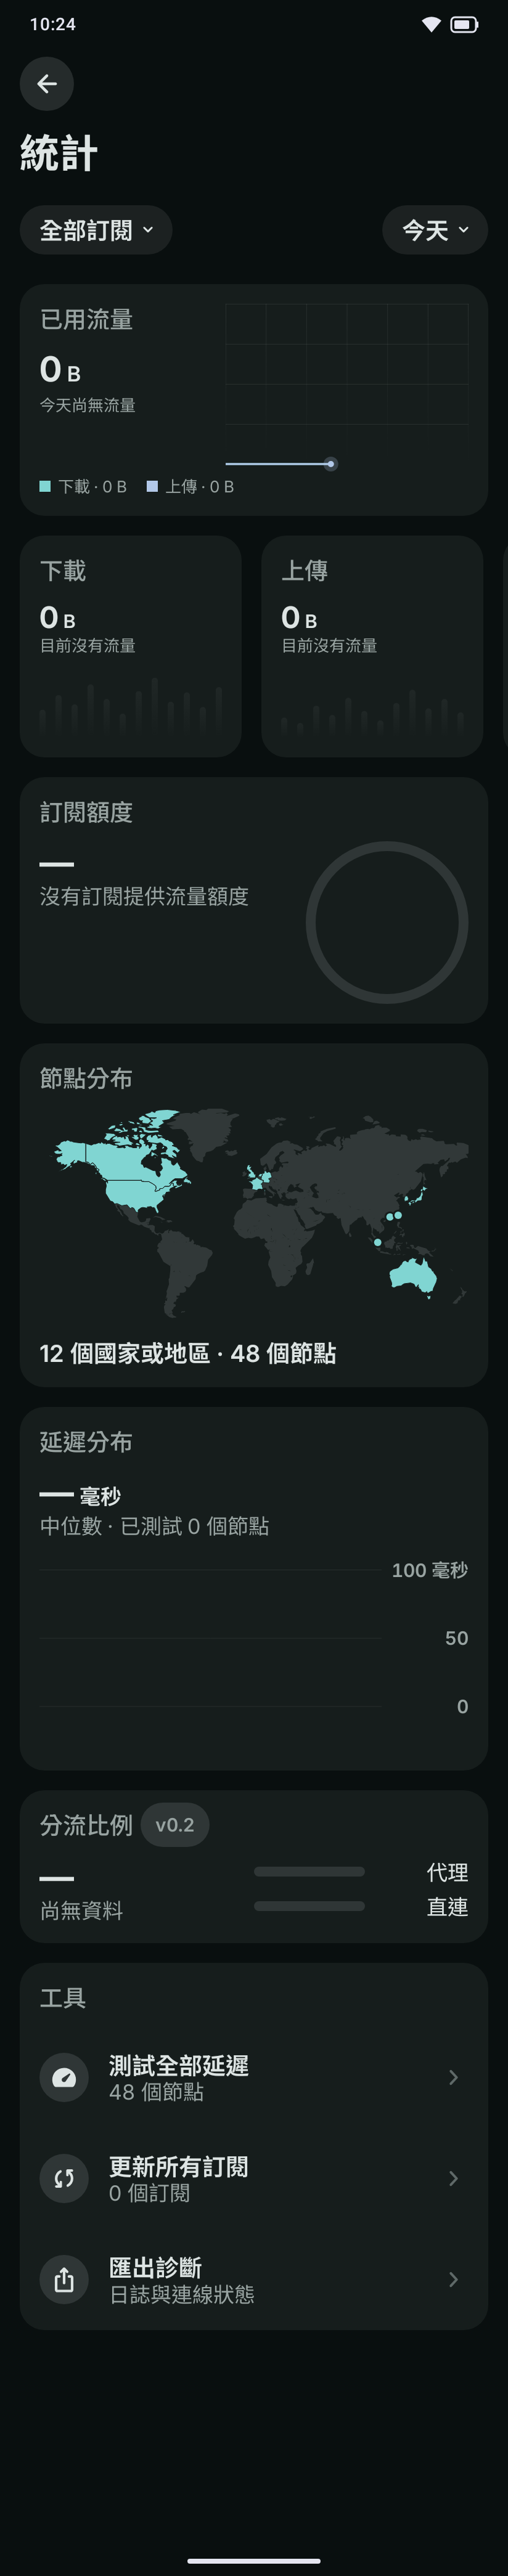 10:24
統計
全部訂閱
今天
已用流量
0 B
今天尚無流量
下載 · 0 B
上傳 · 0 B
下載
0 B
目前沒有流量
上傳
0 B
目前沒有流量
訂閱額度
—
沒有訂閱提供流量額度
節點分布
12 個國家或地區 · 48 個節點
延遲分布
— 毫秒
中位數 · 已測試 0 個節點
100 毫秒
50
0
分流比例
v0.2
—
尚無資料
代理
直連
工具
測試全部延遲
48 個節點
更新所有訂閱
0 個訂閱
匯出診斷
日誌與連線狀態